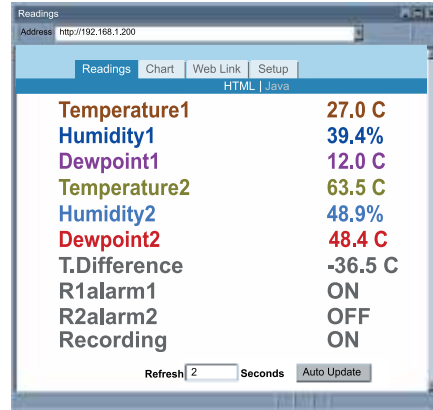 Readings
Address http://192.168.1.200
Readings Chart Web Link Setup
HTML | Java
Temperature1 27.0 C
Humidity1 39.4%
Dewpoint1 12.0 C
Temperature2 63.5 C
Humidity2 48.9%
Dewpoint2 48.4 C
T.Difference -36.5 C
R1alarm1 ON
R2alarm2 OFF
Recording ON
Refresh 2 Seconds Auto Update